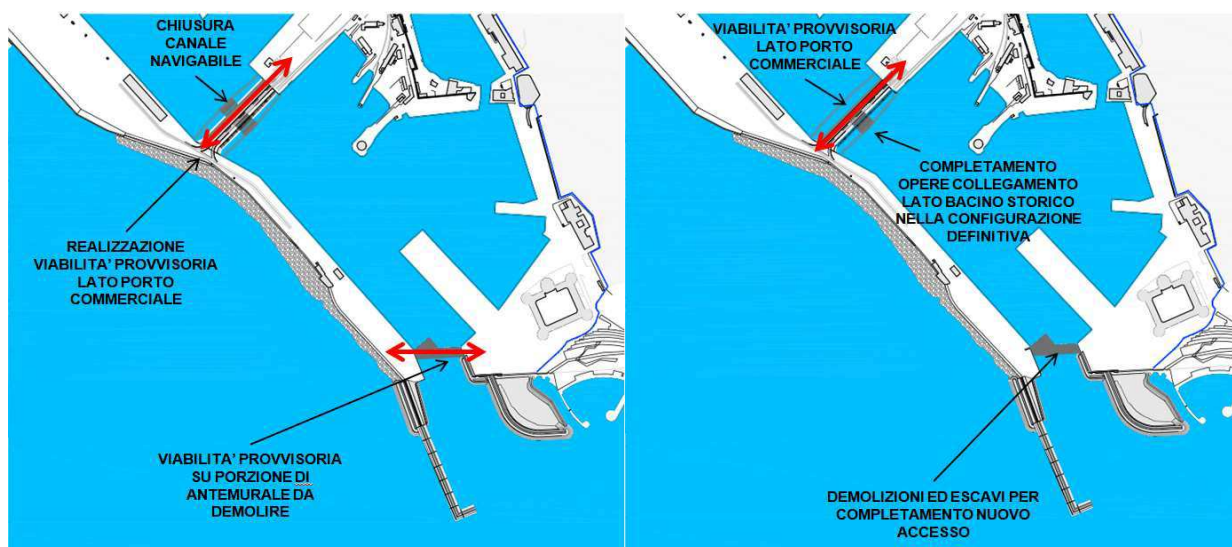 CHIUSURA
CANALE
NAVIGABILE
REALIZZAZIONE
VIABILITA’ PROVVISORIA
LATO PORTO
COMMERCIALE
VIABILITA’ PROVVISORIA
SU PORZIONE DI
ANTEMURALE DA
DEMOLIRE
VIABILITA’ PROVVISORIA
LATO PORTO
COMMERCIALE
COMPLETAMENTO
OPERE COLLEGAMENTO
LATO BACINO STORICO
NELLA CONFIGURAZIONE
DEFINITIVA
DEMOLIZIONI ED ESCAVI PER
COMPLETAMENTO NUOVO
ACCESSO